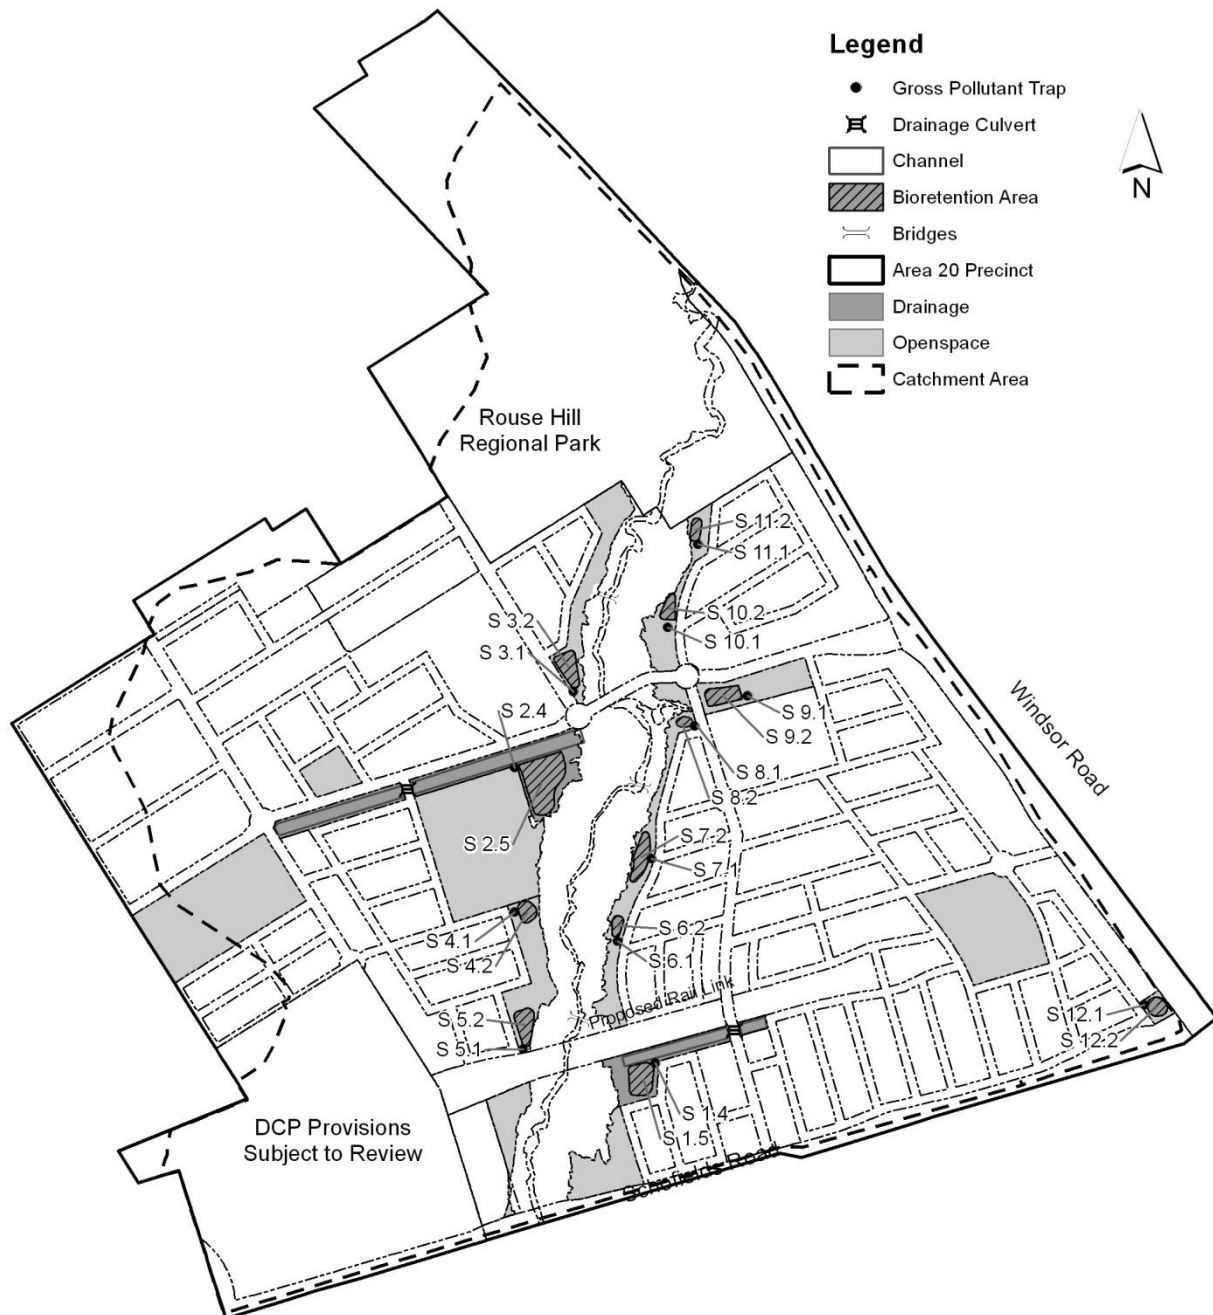 Legend
Gross Pollutant Trap
Drainage Culvert
Channel
Bioretention Area
Bridges
Area 20 Precinct
Drainage
Openspace
Catchment Area
N
Rouse Hill
Regional Park
S 11.2
S 11.1
S 10.2
S 10.1
S 3.2
S 3.1
S 2.4
S 9.1
S 9.2
S 8.1
S 8.2
Windsor Road
S 2.5
S 7.2
S 7.1
S 4.1
S 4.2
S 6.2
S 6.1
Proposed Rail Link
S 5.2
S 5.1
S 12.1
S 12.2
S 1.4
S 1.5
DCP Provisions
Subject to Review
Schofields Road